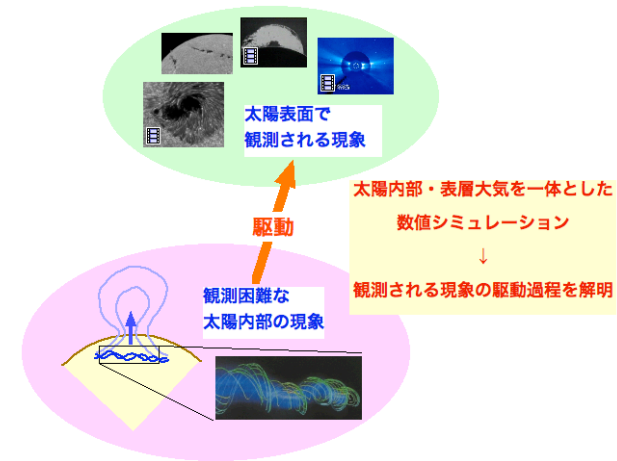 太陽表面で
観測される現象
太陽内部・表層大気を一体とした
数値シミュレーション
↓
観測される現象の駆動過程を解明
駆動
観測困難な
太陽内部の現象